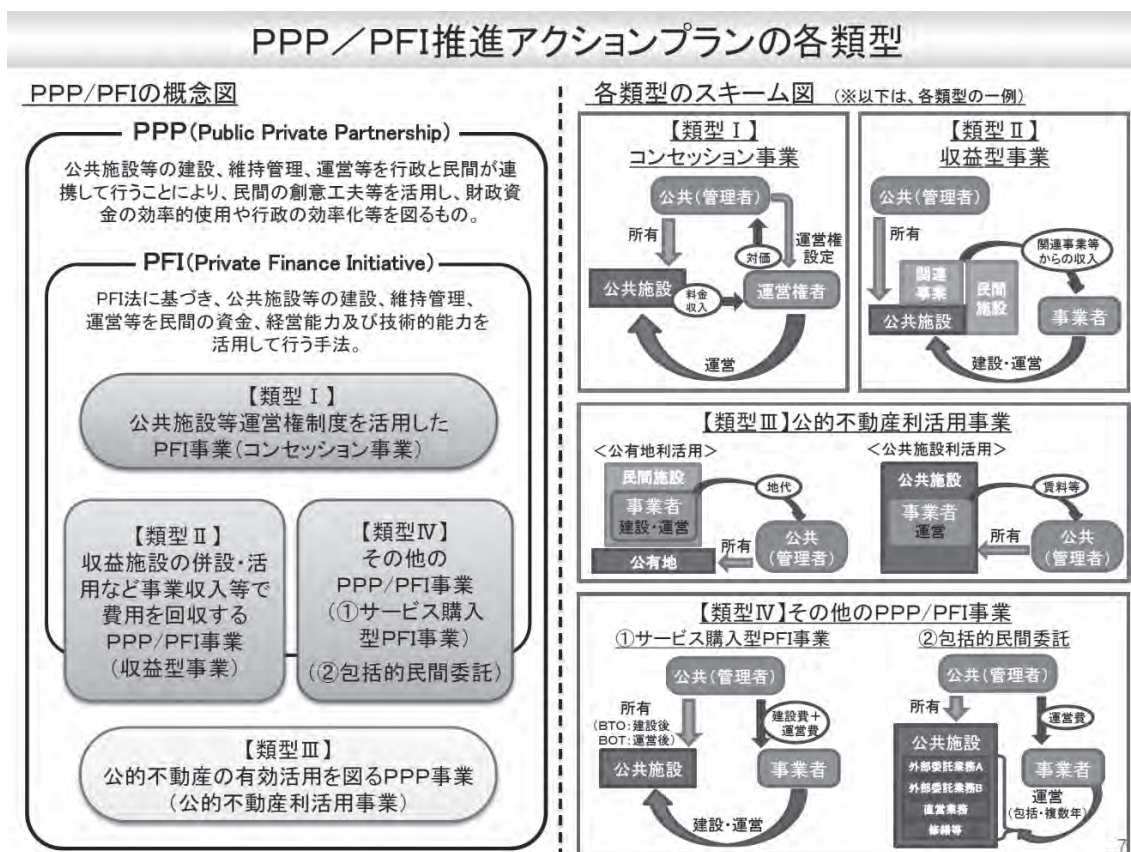 PPP／PFI推進アクションプランの各類型
PPP/PFIの概念図
PPP(Public Private Partnership)
公共施設等の建設、維持管理、運営等を行政と民間が連
携して行うことにより、民間の創意工夫等を活用し、財政資
金の効率的使用や行政の効率化等を図るもの。
PFI(Private Finance Initiative)
PFI法に基づき、公共施設等の建設、維持管理、
運営等を民間の資金、経営能力及び技術的能力を
活用して行う手法。
【類型Ⅰ】
公共施設等運営権制度を活用した
PFI事業(コンセッション事業)
【類型Ⅱ】
収益施設の併設・活
用など事業収入等で
費用を回収する
PPP/PFI事業
(収益型事業)
【類型Ⅳ】
その他の
PPP/PFI事業
(①サービス購入
型PFI事業)
(②包括的民間委託)
【類型Ⅲ】
公的不動産の有効活用を図るPPP事業
(公的不動産利活用事業)
各類型のスキーム図 (※以下は、各類型の一例)
【類型Ⅰ】
コンセッション事業
公共(管理者)
所有
対価
運営権
設定
公共施設
料金
収入
運営権者
運営
【類型Ⅱ】
収益型事業
公共(管理者)
所有
関連事業等
からの収入
関連
事業
民間
施設
公共施設
事業者
建設・運営
【類型Ⅲ】公的不動産利活用事業
＜公有地利活用＞
民間施設
事業者
建設・運営
地代
公有地
所有
公共
(管理者)
＜公共施設利活用＞
公共施設
事業者
運営
賃料等
所有
公共
(管理者)
【類型Ⅳ】その他のPPP/PFI事業
①サービス購入型PFI事業
公共(管理者)
所有
(BTO:建設後
BOT:運営後)
建設費＋
運営費
公共施設
事業者
建設・運営
②包括的民間委託
公共(管理者)
所有
運営費
公共施設
外部委託業務A
外部委託業務B
直営業務
修繕等
事業者
運営
(包括・複数年)
7